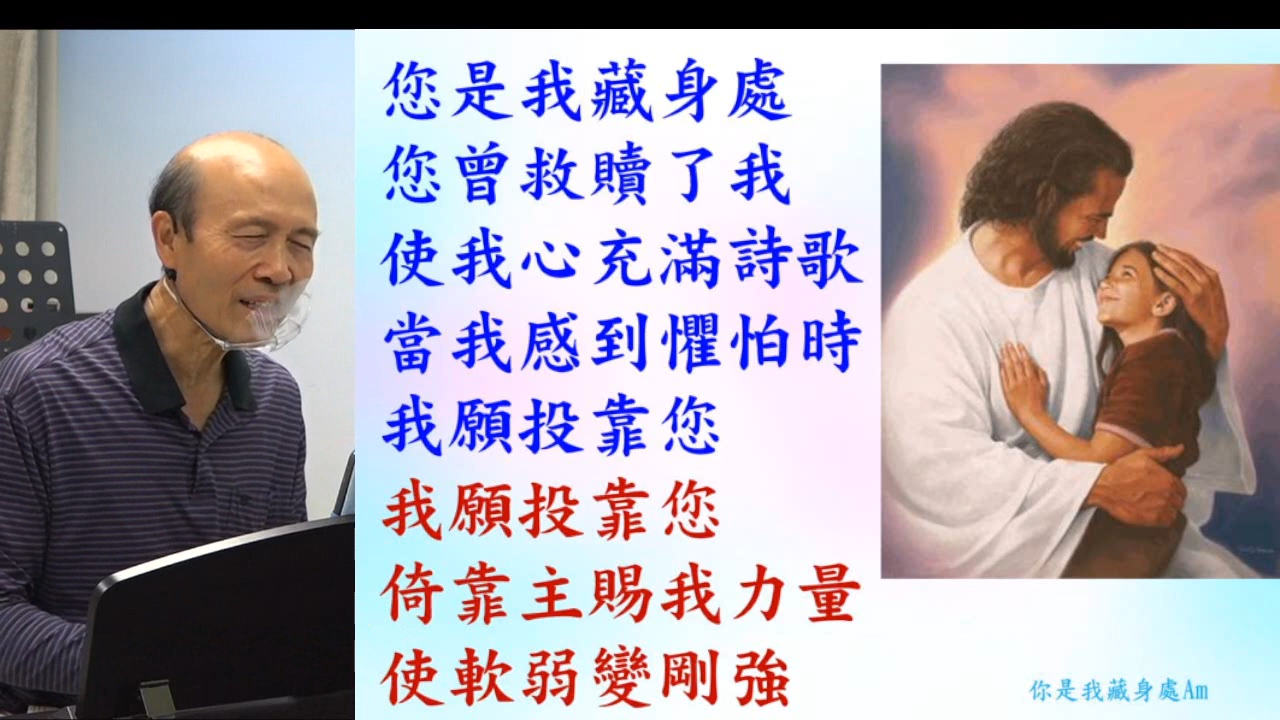 您是我藏身處
您曾救贖了我
使我心充滿詩歌
當我感到懼怕時
我願投靠您
我願投靠您
倚靠主賜我力量
使軟弱變剛強
你是我藏身處Am